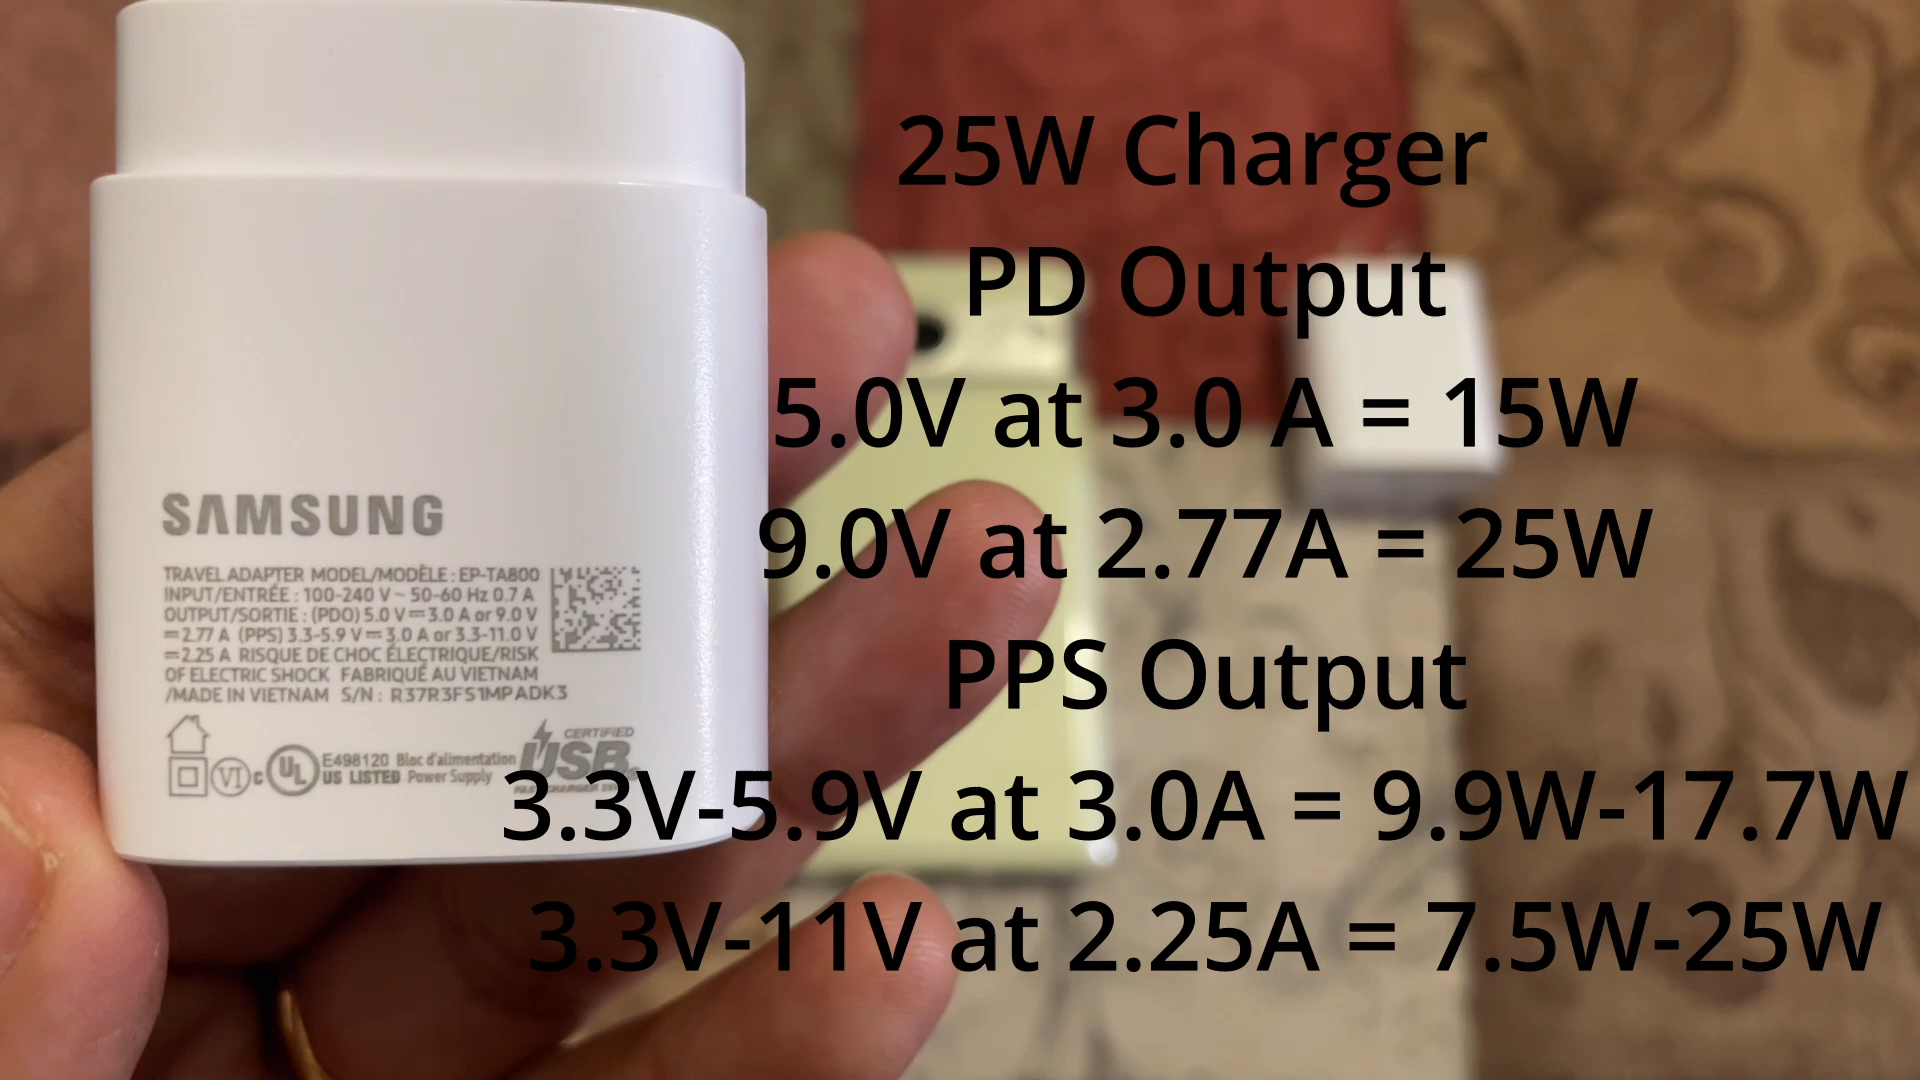 SAMSUNG
TRAVEL ADAPTER MODEL/MODÈLE : EP-TA800
INPUT/ENTRÉE : 100-240 V ~ 50-60 Hz 0.7 A
OUTPUT/SORTIE : (PDO) 5.0 V ⎓ 3.0 A or 9.0 V
⎓ 2.77 A (PPS) 3.3-5.9 V ⎓ 3.0 A or 3.3-11.0 V
⎓ 2.25 A RISQUE DE CHOC ÉLECTRIQUE/RISK
OF ELECTRIC SHOCK FABRIQUÉ AU VIETNAM
/MADE IN VIETNAM S/N : R37R3FS1MPADK3
VI
c UL
E498120 Bloc d'alimentation
US LISTED Power Supply
CERTIFIED
USB
25W Charger
PD Output
5.0V at 3.0 A = 15W
9.0V at 2.77A = 25W
PPS Output
3.3V-5.9V at 3.0A = 9.9W-17.7W
3.3V-11V at 2.25A = 7.5W-25W